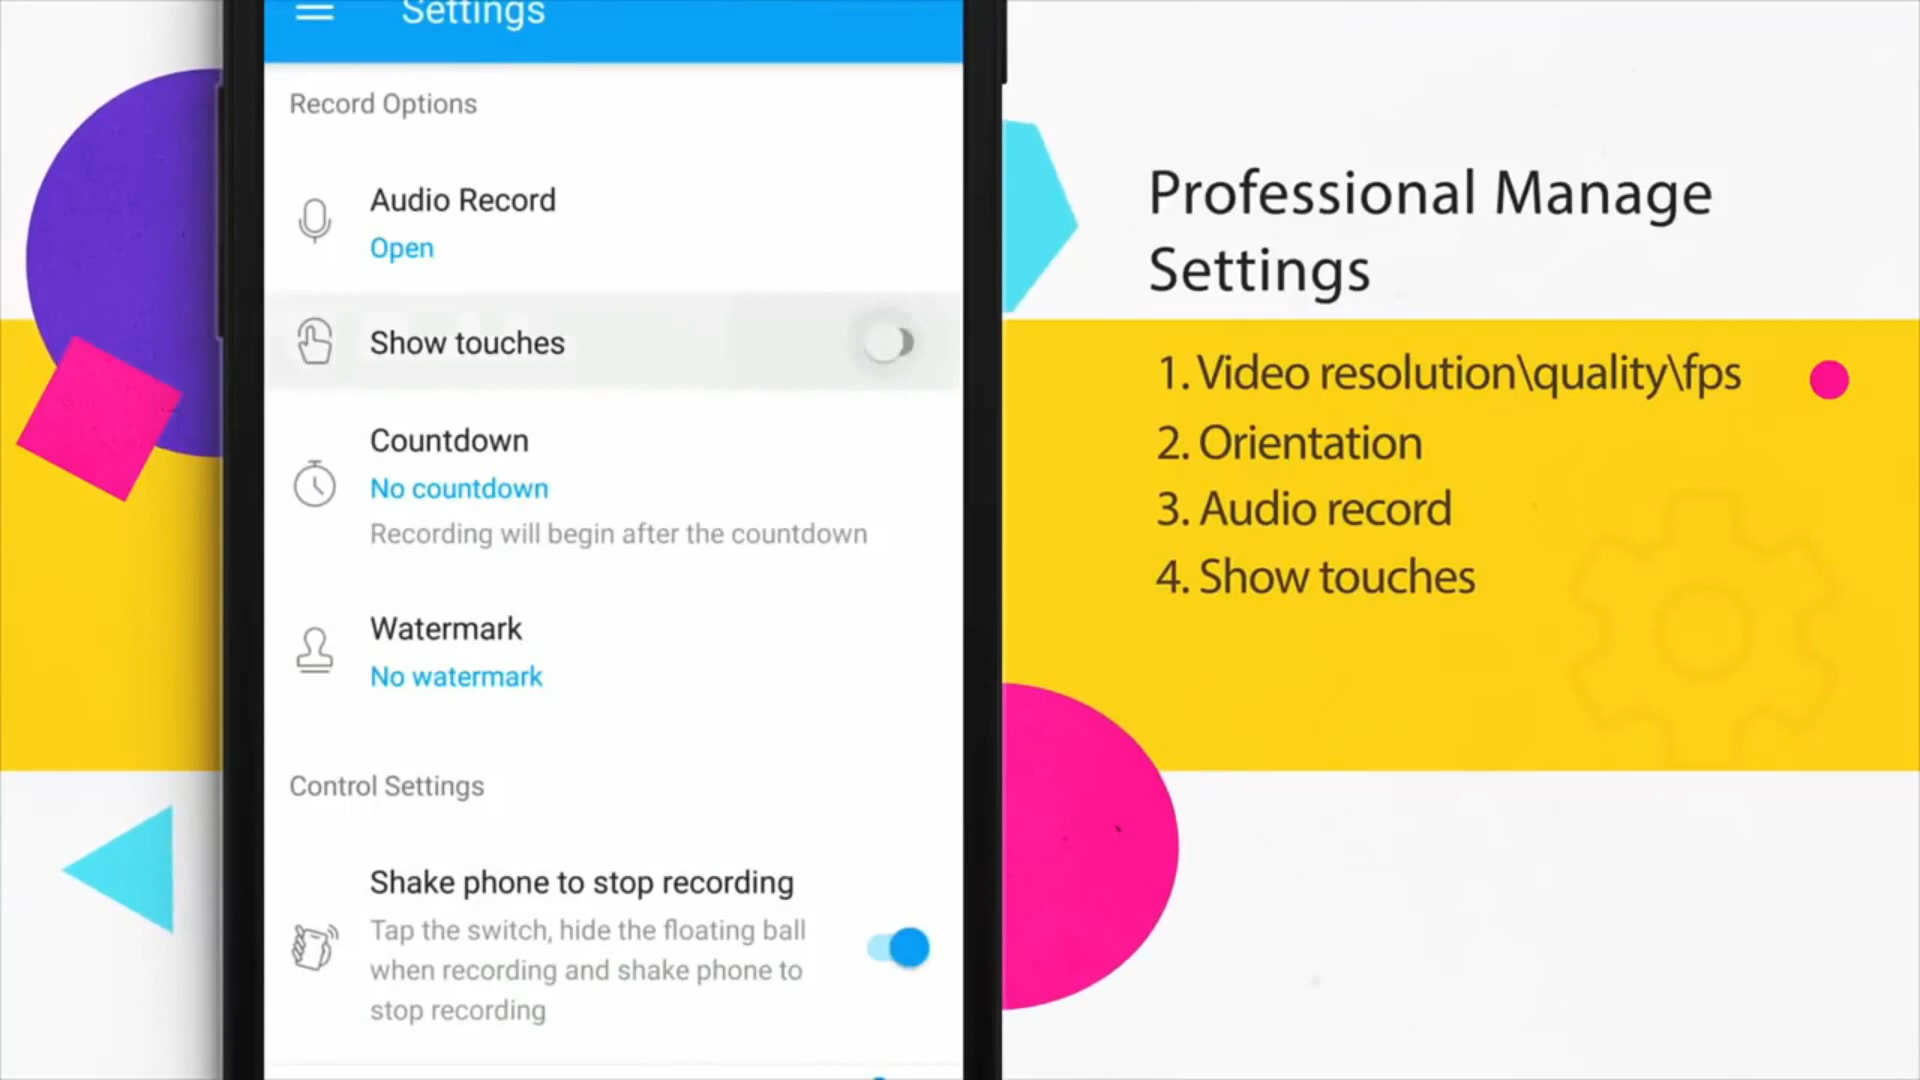 Settings
Record Options
Audio Record
Open
Show touches
Countdown
No countdown
Recording will begin after the countdown
Watermark
No watermark
Control Settings
Shake phone to stop recording
Tap the switch, hide the floating ball
when recording and shake phone to
stop recording
Professional Manage
Settings
1. Video resolution\quality\fps
2. Orientation
3. Audio record
4. Show touches